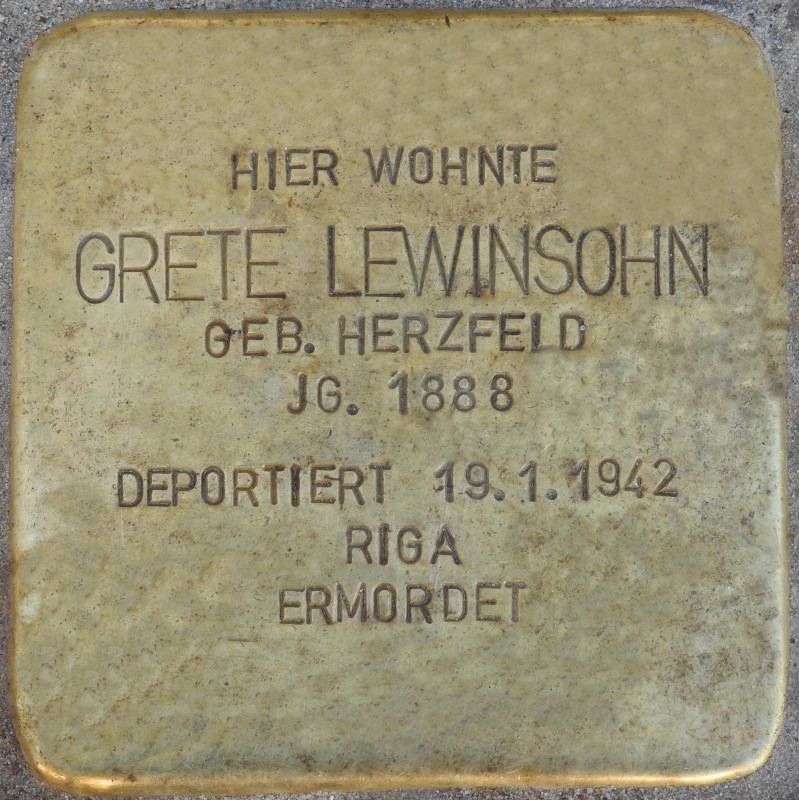 HIER WOHNTE
GRETE LEWINSOHN
GEB. HERZFELD
JG. 1888
DEPORTIERT 19.1.1942
RIGA
ERMORDET